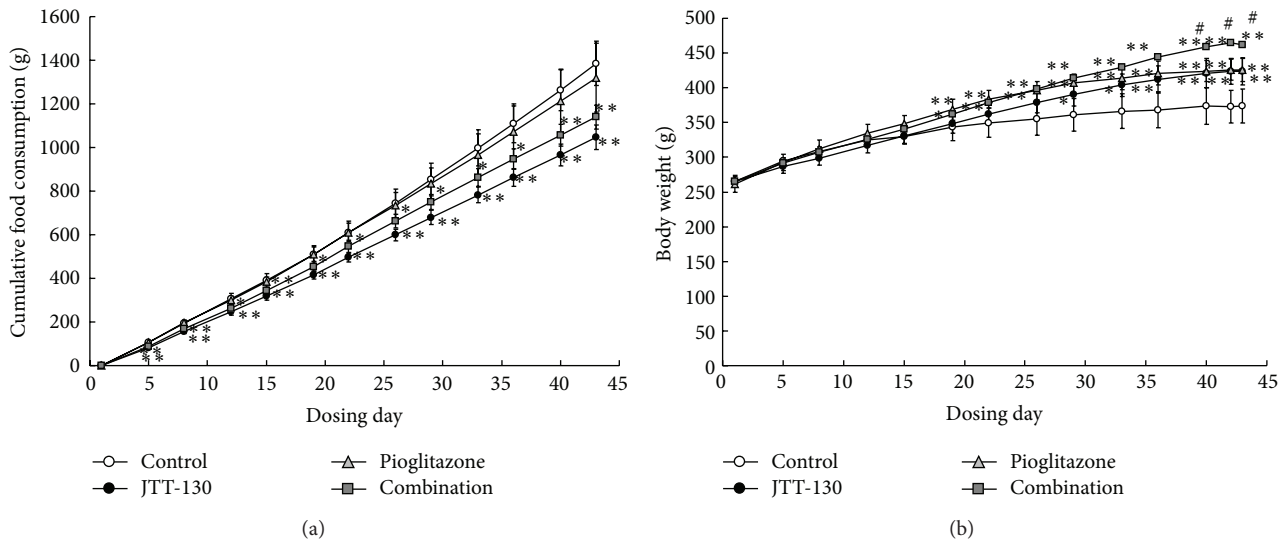 Cumulative food consumption (g)
1600
1400
1200
1000
800
600
400
200
0
0 5 10 15 20 25 30 35 40 45
Dosing day
Control
JTT-130
Pioglitazone
Combination
(a)
Body weight (g)
500
450
400
350
300
250
200
150
100
50
0
0 5 10 15 20 25 30 35 40 45
# # #
Dosing day
Control
JTT-130
Pioglitazone
Combination
(b)